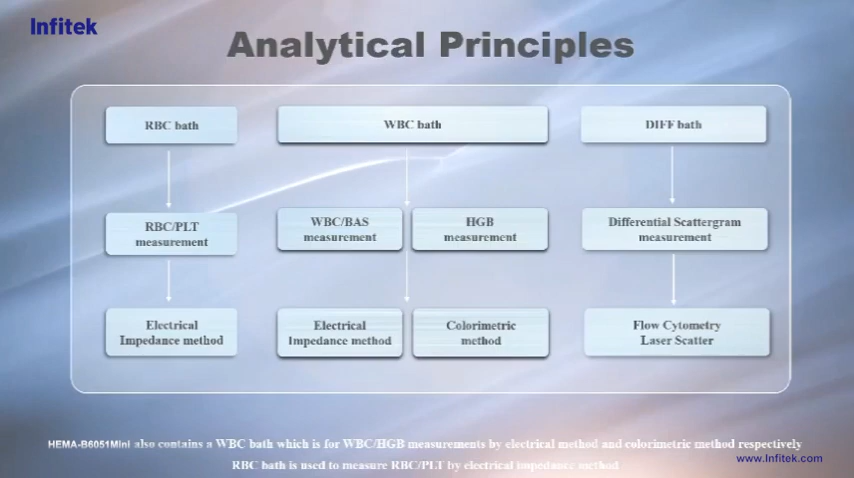 Infitek
Analytical Principles
RBC bath
WBC bath
DIFF bath
RBC/PLT
measurement
WBC/BAS
measurement
HGB
measurement
Differential Scattergram
measurement
Electrical
Impedance method
Electrical
Impedance method
Colorimetric
method
Flow Cytometry
Laser Scatter
HEMA-B6051Mini also contains a WBC bath which is for WBC/HGB measurements by electrical method and colorimetric method respectively
RBC bath is used to measure RBC/PLT by electrical impedance method
www.Infitek.com